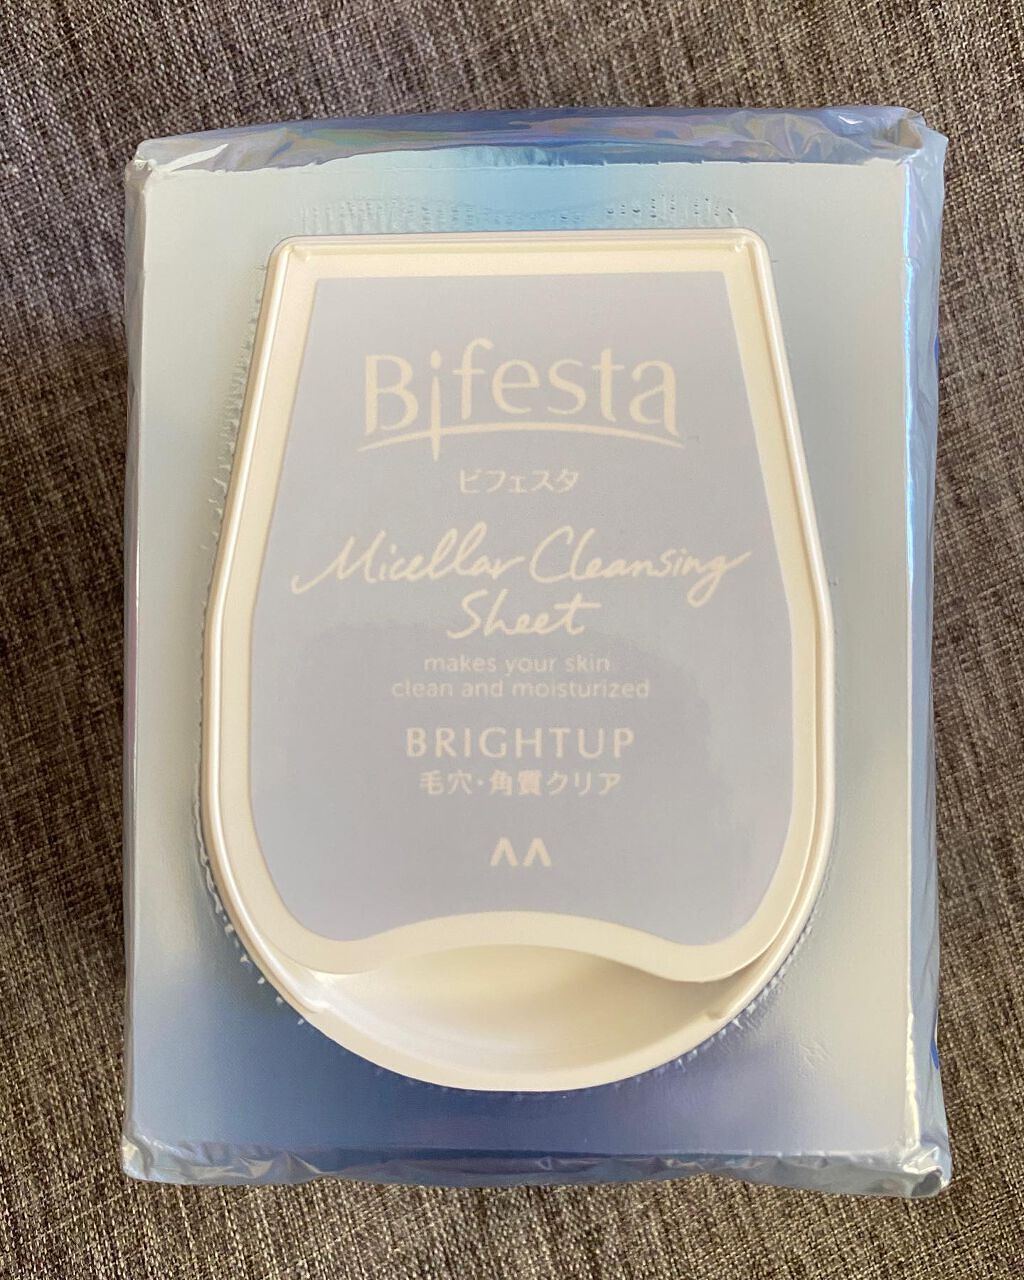 Bifesta
ビフェスタ
Micellar Cleansing
Sheet
makes your skin
clean and moisturized
BRIGHTUP
毛穴・角質クリア